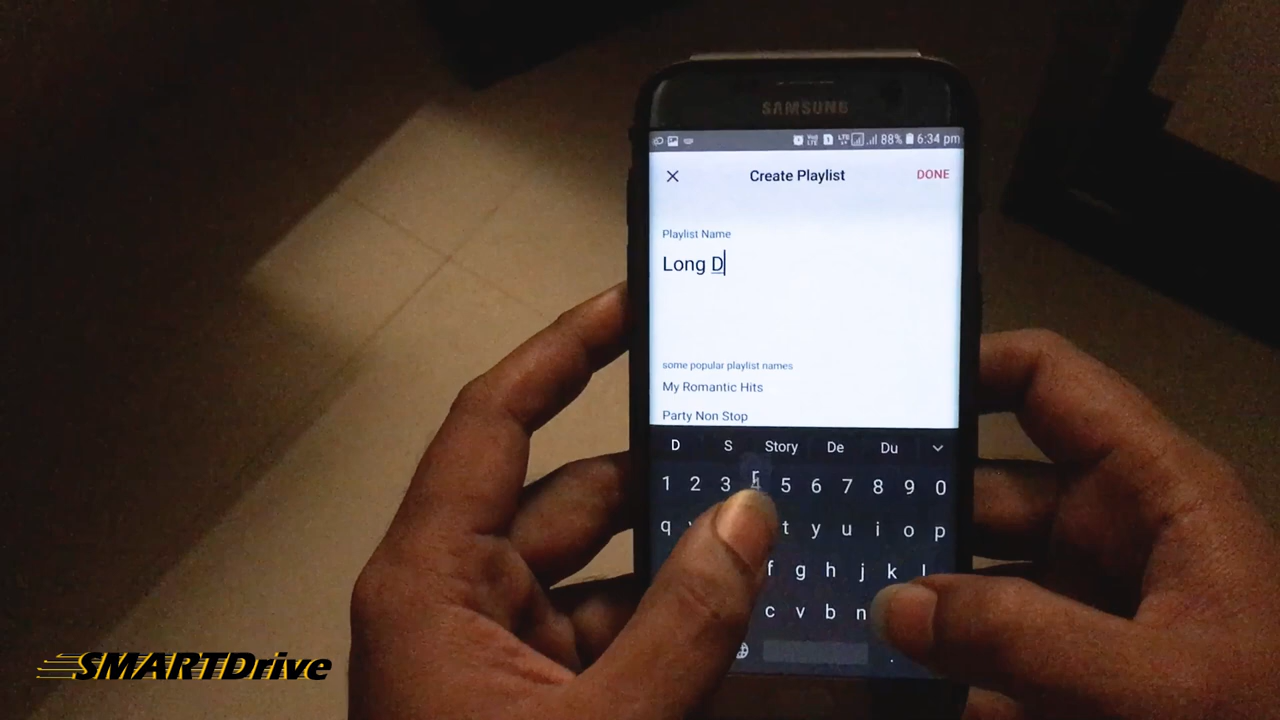 SAMSUNG
88% 6:34 pm
Create Playlist
DONE
Playlist Name
Long D
some popular playlist names
My Romantic Hits
Party Non Stop
D S Story De Du
1 2 3 4 5 6 7 8 9 0
q t y u i o p
f g h j k l
c v b n
SMARTDrive